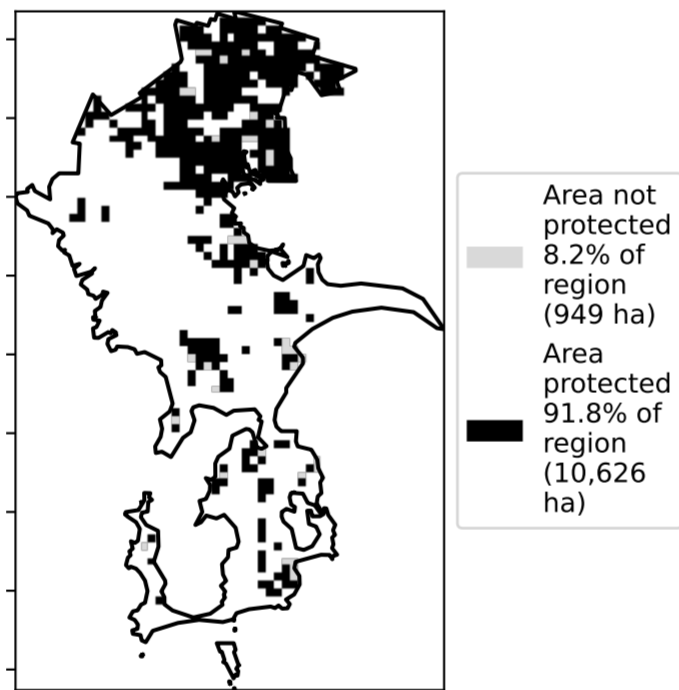 Area not
protected
8.2% of
region
(949 ha)
Area
protected
91.8% of
region
(10,626
ha)